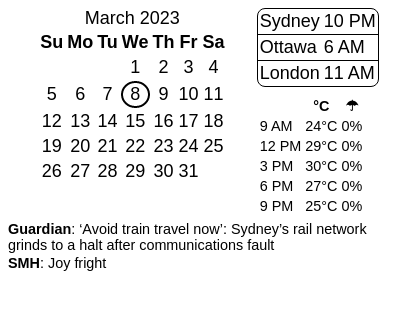 March 2023
Su Mo Tu We Th Fr Sa
1 2 3 4
5 6 7 8 9 10 11
12 13 14 15 16 17 18
19 20 21 22 23 24 25
26 27 28 29 30 31
Sydney 10 PM
Ottawa 6 AM
London 11 AM
°C ☂
9 AM 24°C 0%
12 PM 29°C 0%
3 PM 30°C 0%
6 PM 27°C 0%
9 PM 25°C 0%
Guardian: ‘Avoid train travel now’: Sydney’s rail network
grinds to a halt after communications fault
SMH: Joy fright